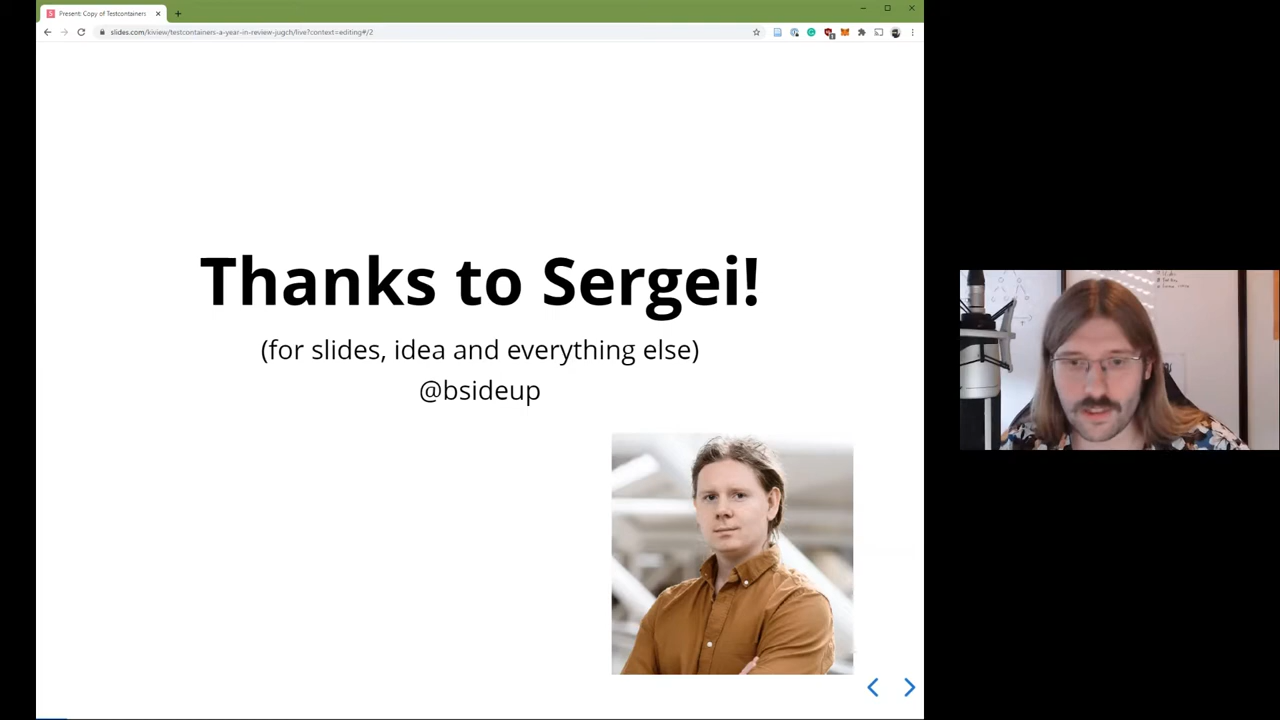 Present: Copy of Testcontainers
slides.com/kiview/testcontainers-a-year-in-review-jugch/live?context=editing#/2
Thanks to Sergei!
(for slides, idea and everything else)
@bsideup